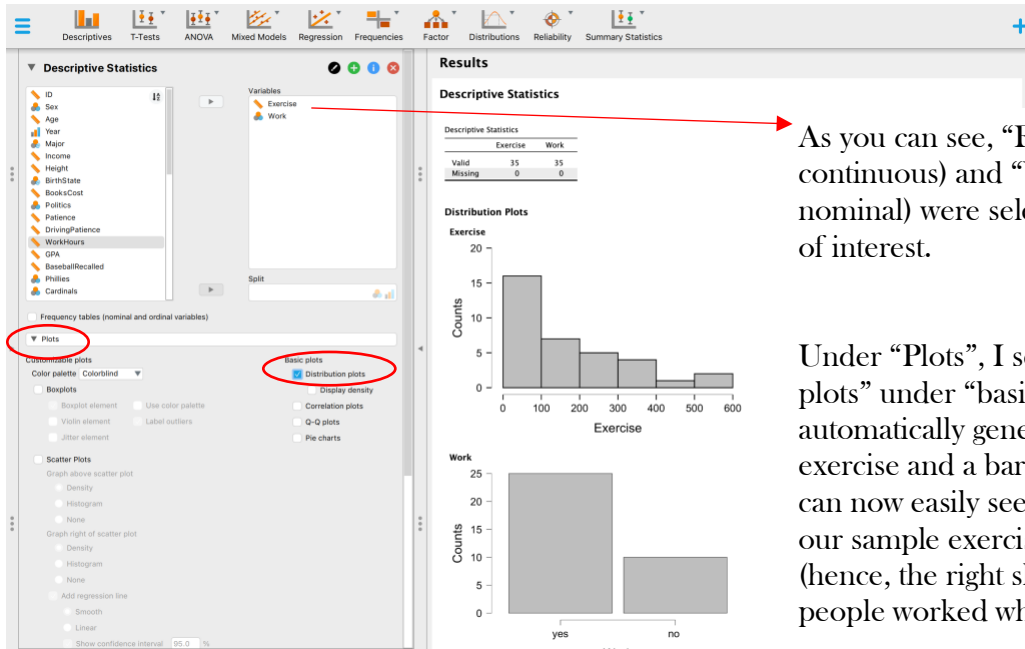 Descriptives T-Tests ANOVA Mixed Models Regression Frequencies Factor Distributions Reliability Summary Statistics
Descriptive Statistics
ID
Sex
Age
Year
Major
Income
Height
BirthState
BooksCost
Politics
Patience
DrivingPatience
WorkHours
GPA
BaseballRecalled
Phillies
Cardinals
Variables
Exercise
Work
Split
Frequency tables (nominal and ordinal variables)
Plots
Customizable plots
Color palette Colorblind
Boxplots
Boxplot element Use color palette
Violin element Label outliers
Jitter element
Scatter Plots
Graph above scatter plot
Density
Histogram
None
Graph right of scatter plot
Density
Histogram
None
Add regression line
Smooth
Linear
Show confidence interval 95.0 %
Basic plots
Distribution plots
Display density
Correlation plots
Q-Q plots
Pie charts
Results
Descriptive Statistics
Descriptive Statistics
Exercise Work
Valid 35 35
Missing 0 0
Distribution Plots
Exercise
20
15
10
5
0
Counts
0 100 200 300 400 500 600
Exercise
Work
25
20
15
10
5
0
Counts
yes no
As you can see, "E
continuous) and "
nominal) were sel
of interest.
Under "Plots", I s
plots" under "basi
automatically gene
exercise and a bar
can now easily see
our sample exerci
(hence, the right s
people worked wh